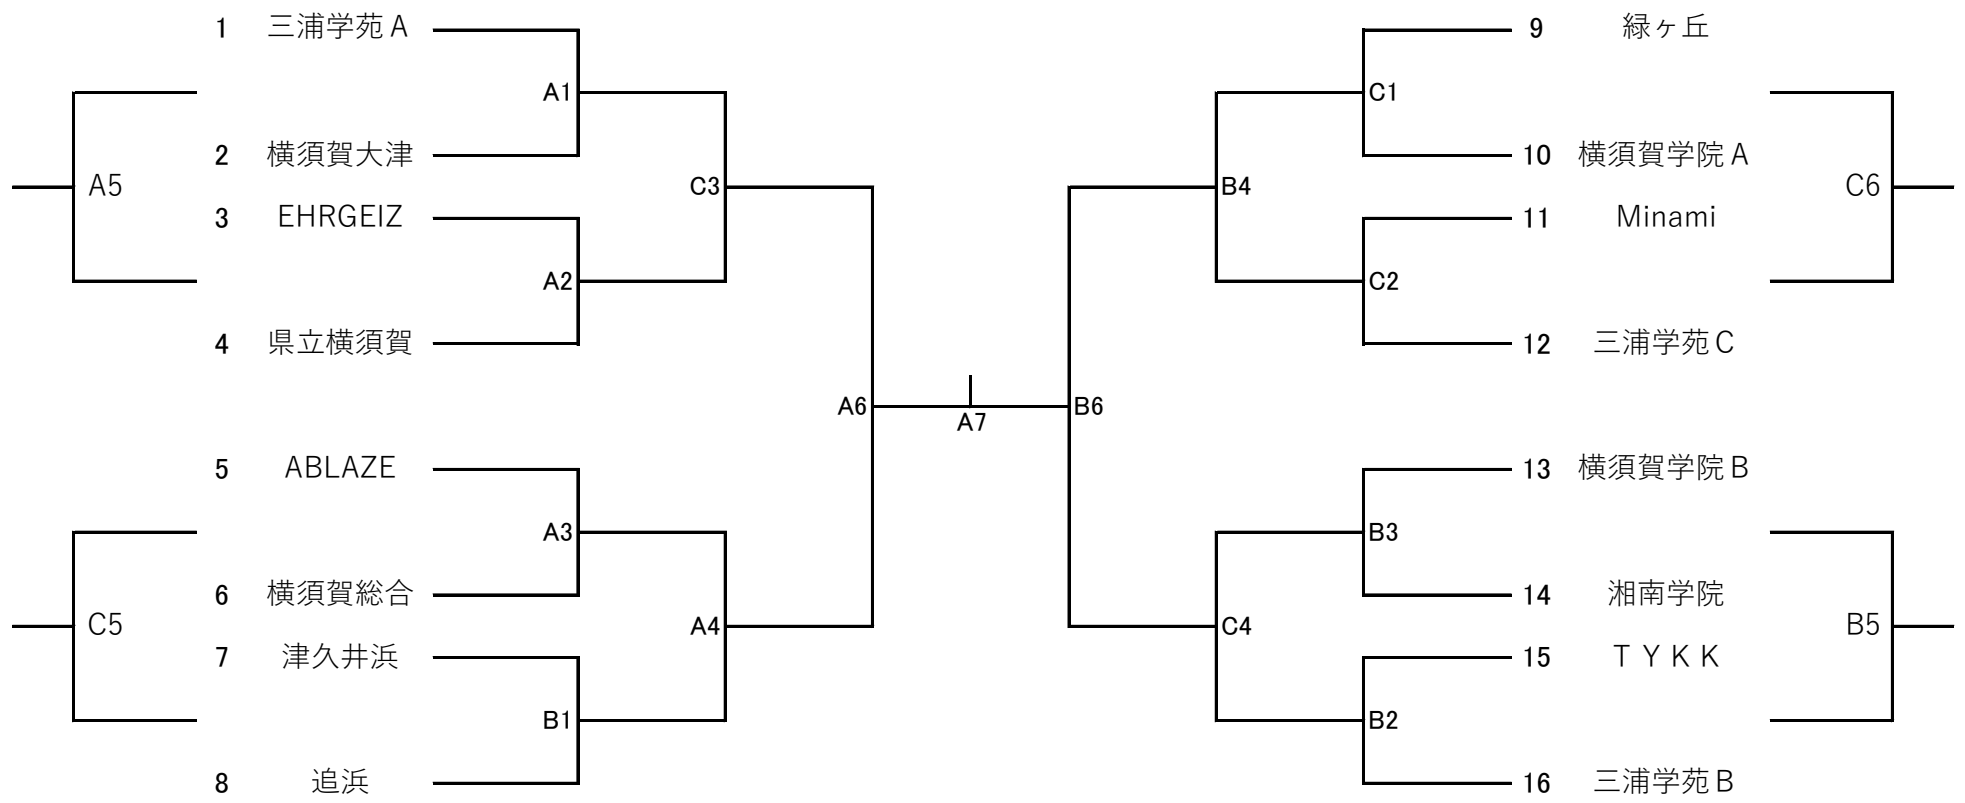 1 三浦学苑A
A1
2 横須賀大津
A5
C3
3 EHRGEIZ
A2
4 県立横須賀
A6
5 ABLAZE
A3
6 横須賀総合
C5
A4
7 津久井浜
B1
8 追浜
A7
9 緑ヶ丘
C1
10 横須賀学院A
B4
C6
11 Minami
C2
12 三浦学苑C
B6
13 横須賀学院B
B3
14 湘南学院
C4
B5
15 TYKK
B2
16 三浦学苑B